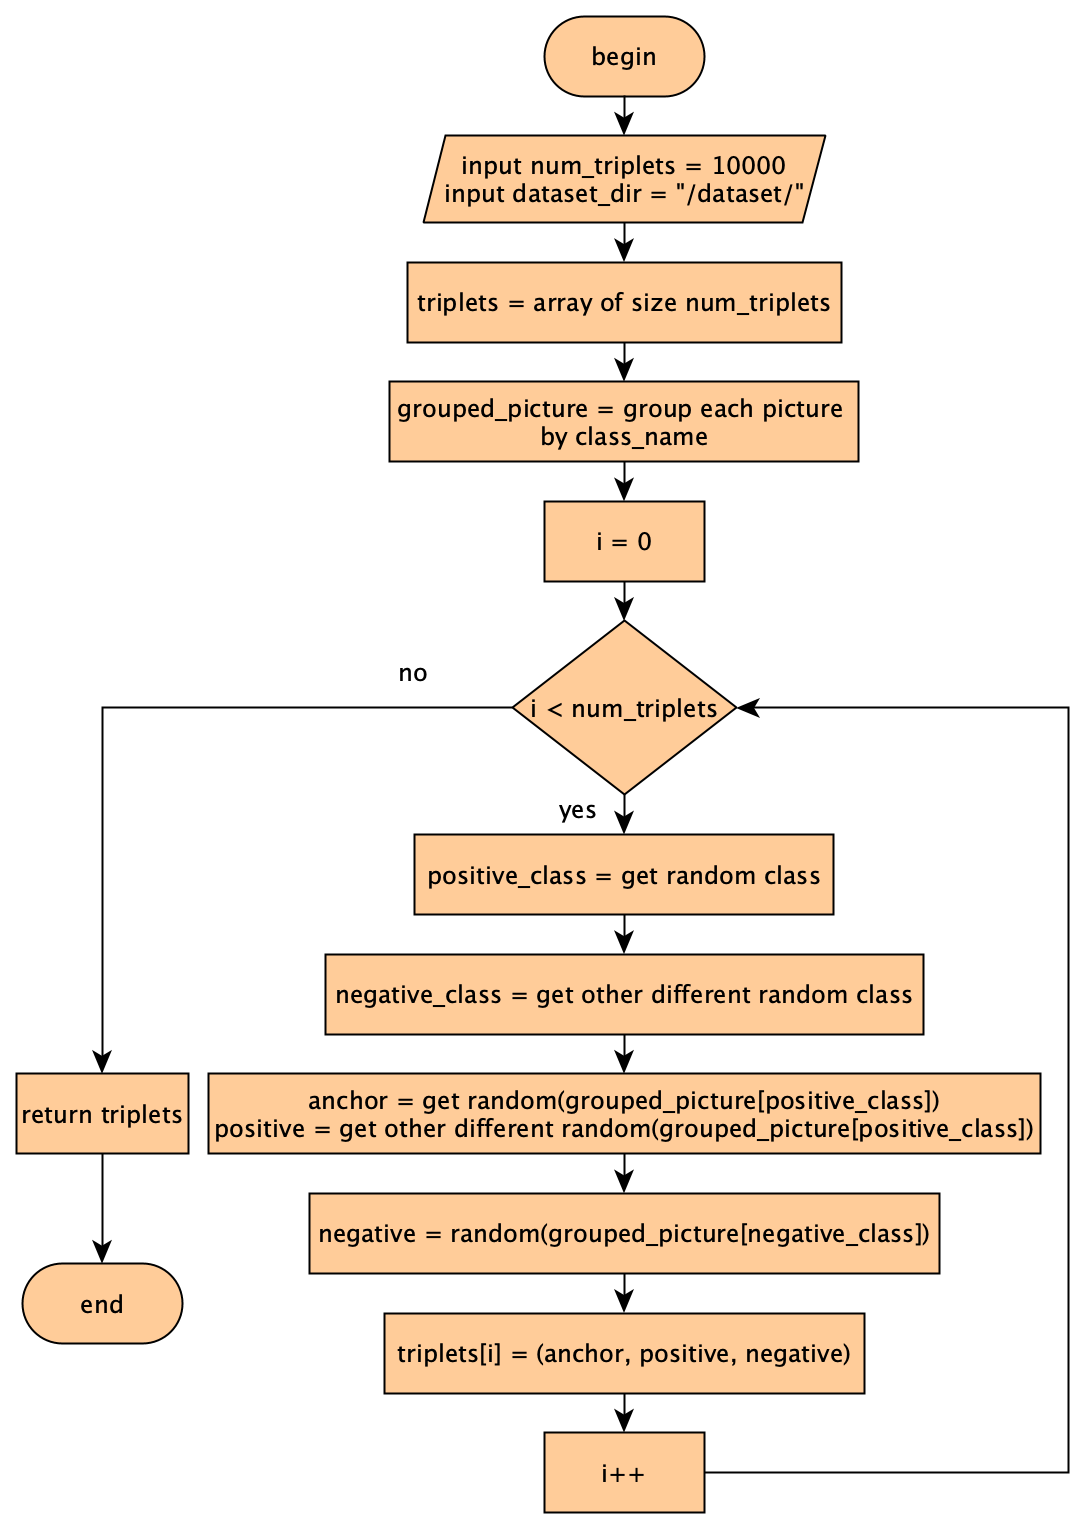 begin
input num_triplets = 10000
input dataset_dir = "/dataset/"
triplets = array of size num_triplets
grouped_picture = group each picture
by class_name
i = 0
no
i < num_triplets
yes
positive_class = get random class
negative_class = get other different random class
return triplets
anchor = get random(grouped_picture[positive_class])
positive = get other different random(grouped_picture[positive_class])
negative = random(grouped_picture[negative_class])
end
triplets[i] = (anchor, positive, negative)
i++